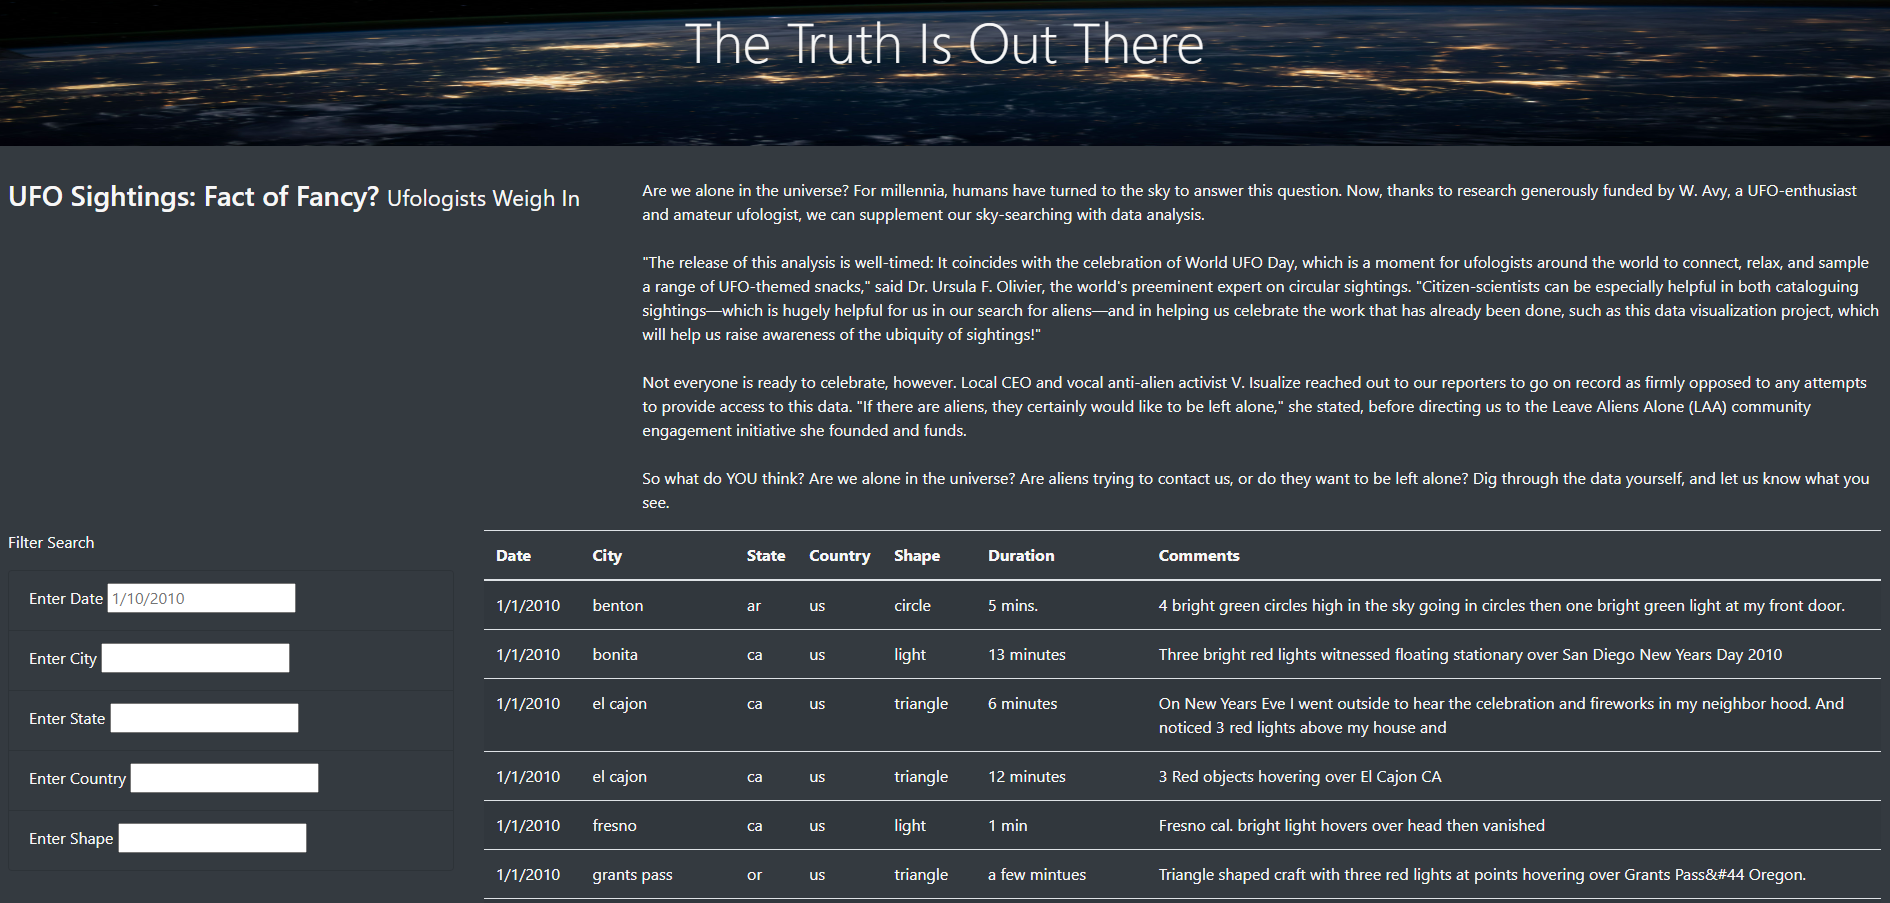 The Truth Is Out There
UFO Sightings: Fact of Fancy? Ufologists Weigh In
Are we alone in the universe? For millennia, humans have turned to the sky to answer this question. Now, thanks to research generously funded by W. Avy, a UFO-enthusiast
and amateur ufologist, we can supplement our sky-searching with data analysis.
"The release of this analysis is well-timed: It coincides with the celebration of World UFO Day, which is a moment for ufologists around the world to connect, relax, and sample
a range of UFO-themed snacks," said Dr. Ursula F. Olivier, the world's preeminent expert on circular sightings. "Citizen-scientists can be especially helpful in both cataloguing
sightings—which is hugely helpful for us in our search for aliens—and in helping us celebrate the work that has already been done, such as this data visualization project, which
will help us raise awareness of the ubiquity of sightings!"
Not everyone is ready to celebrate, however. Local CEO and vocal anti-alien activist V. Isualize reached out to our reporters to go on record as firmly opposed to any attempts
to provide access to this data. "If there are aliens, they certainly would like to be left alone," she stated, before directing us to the Leave Aliens Alone (LAA) community
engagement initiative she founded and funds.
So what do YOU think? Are we alone in the universe? Are aliens trying to contact us, or do they want to be left alone? Dig through the data yourself, and let us know what you
see.
Filter Search
Enter Date 1/10/2010
Enter City
Enter State
Enter Country
Enter Shape
Date City State Country Shape Duration Comments
1/1/2010 benton ar us circle 5 mins. 4 bright green circles high in the sky going in circles then one bright green light at my front door.
1/1/2010 bonita ca us light 13 minutes Three bright red lights witnessed floating stationary over San Diego New Years Day 2010
1/1/2010 el cajon ca us triangle 6 minutes On New Years Eve I went outside to hear the celebration and fireworks in my neighbor hood. And
noticed 3 red lights above my house and
1/1/2010 el cajon ca us triangle 12 minutes 3 Red objects hovering over El Cajon CA
1/1/2010 fresno ca us light 1 min Fresno cal. bright light hovers over head then vanished
1/1/2010 grants pass or us triangle a few mintues Triangle shaped craft with three red lights at points hovering over Grants Pass&#44 Oregon.